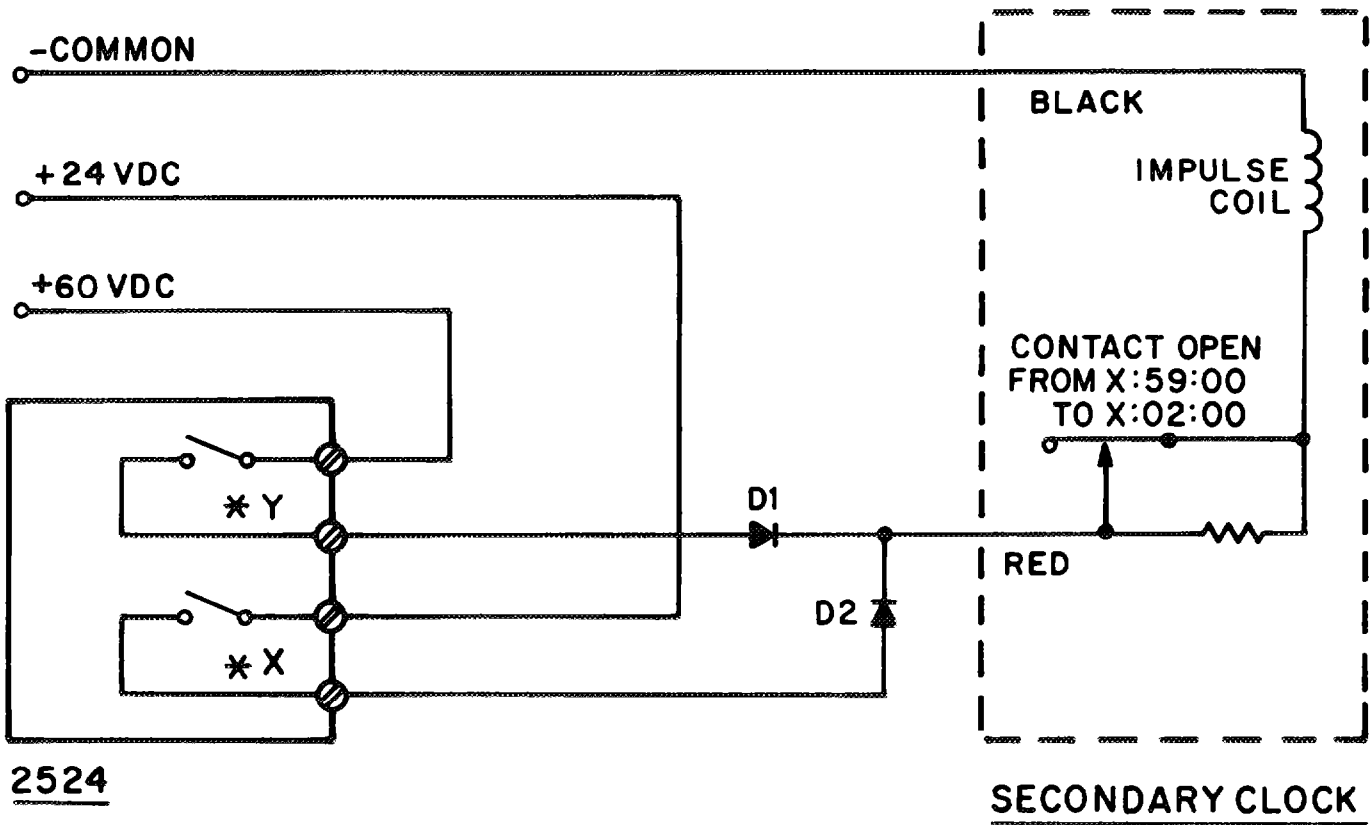 -COMMON
BLACK
+24 VDC
IMPULSE
COIL
+60 VDC
CONTACT OPEN
FROM X:59:00
TO X:02:00
* Y
D1
RED
D2
* X
2524
SECONDARY CLOCK